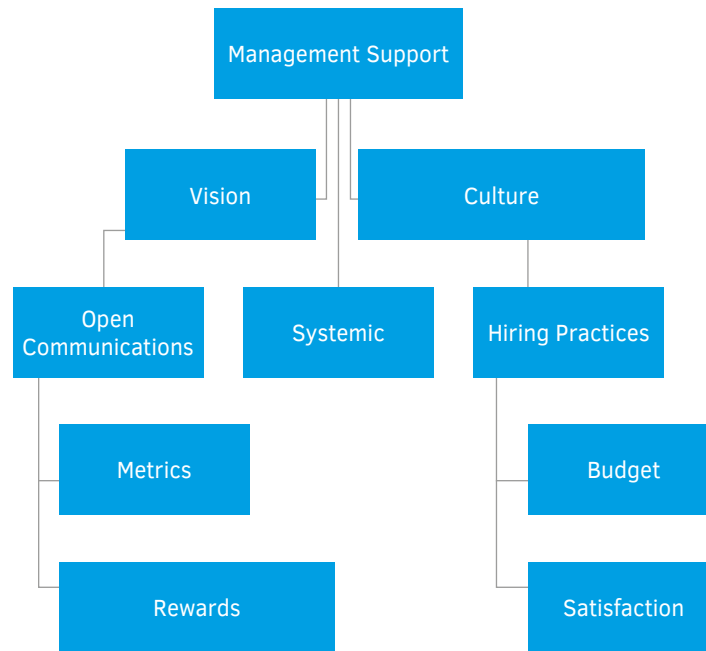 Management Support
Vision
Culture
Open
Communications
Systemic
Hiring Practices
Metrics
Budget
Rewards
Satisfaction